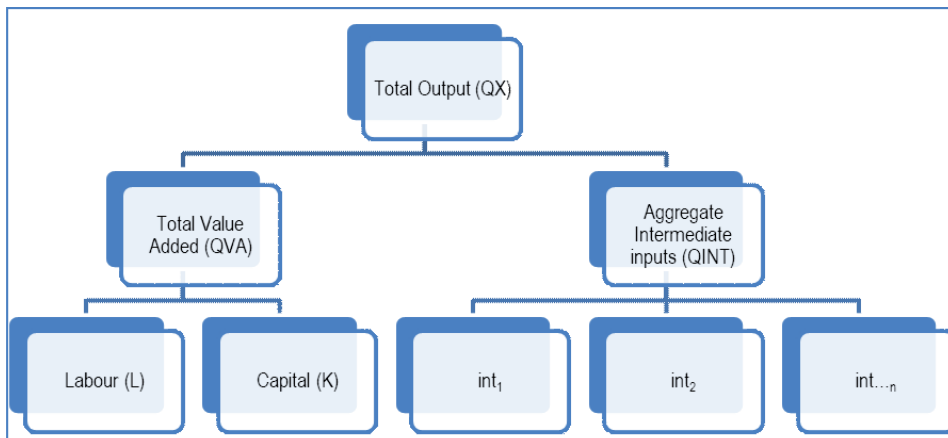 Total Output (QX)
Total Value
Added (QVA)
Aggregate
Intermediate
inputs (QINT)
Labour (L)
Capital (K)
int₁
int₂
int...ₙ